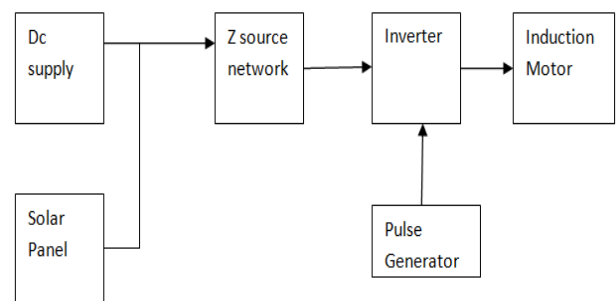 Dc
supply
Z source
network
Inverter
Induction
Motor
Solar
Panel
Pulse
Generator